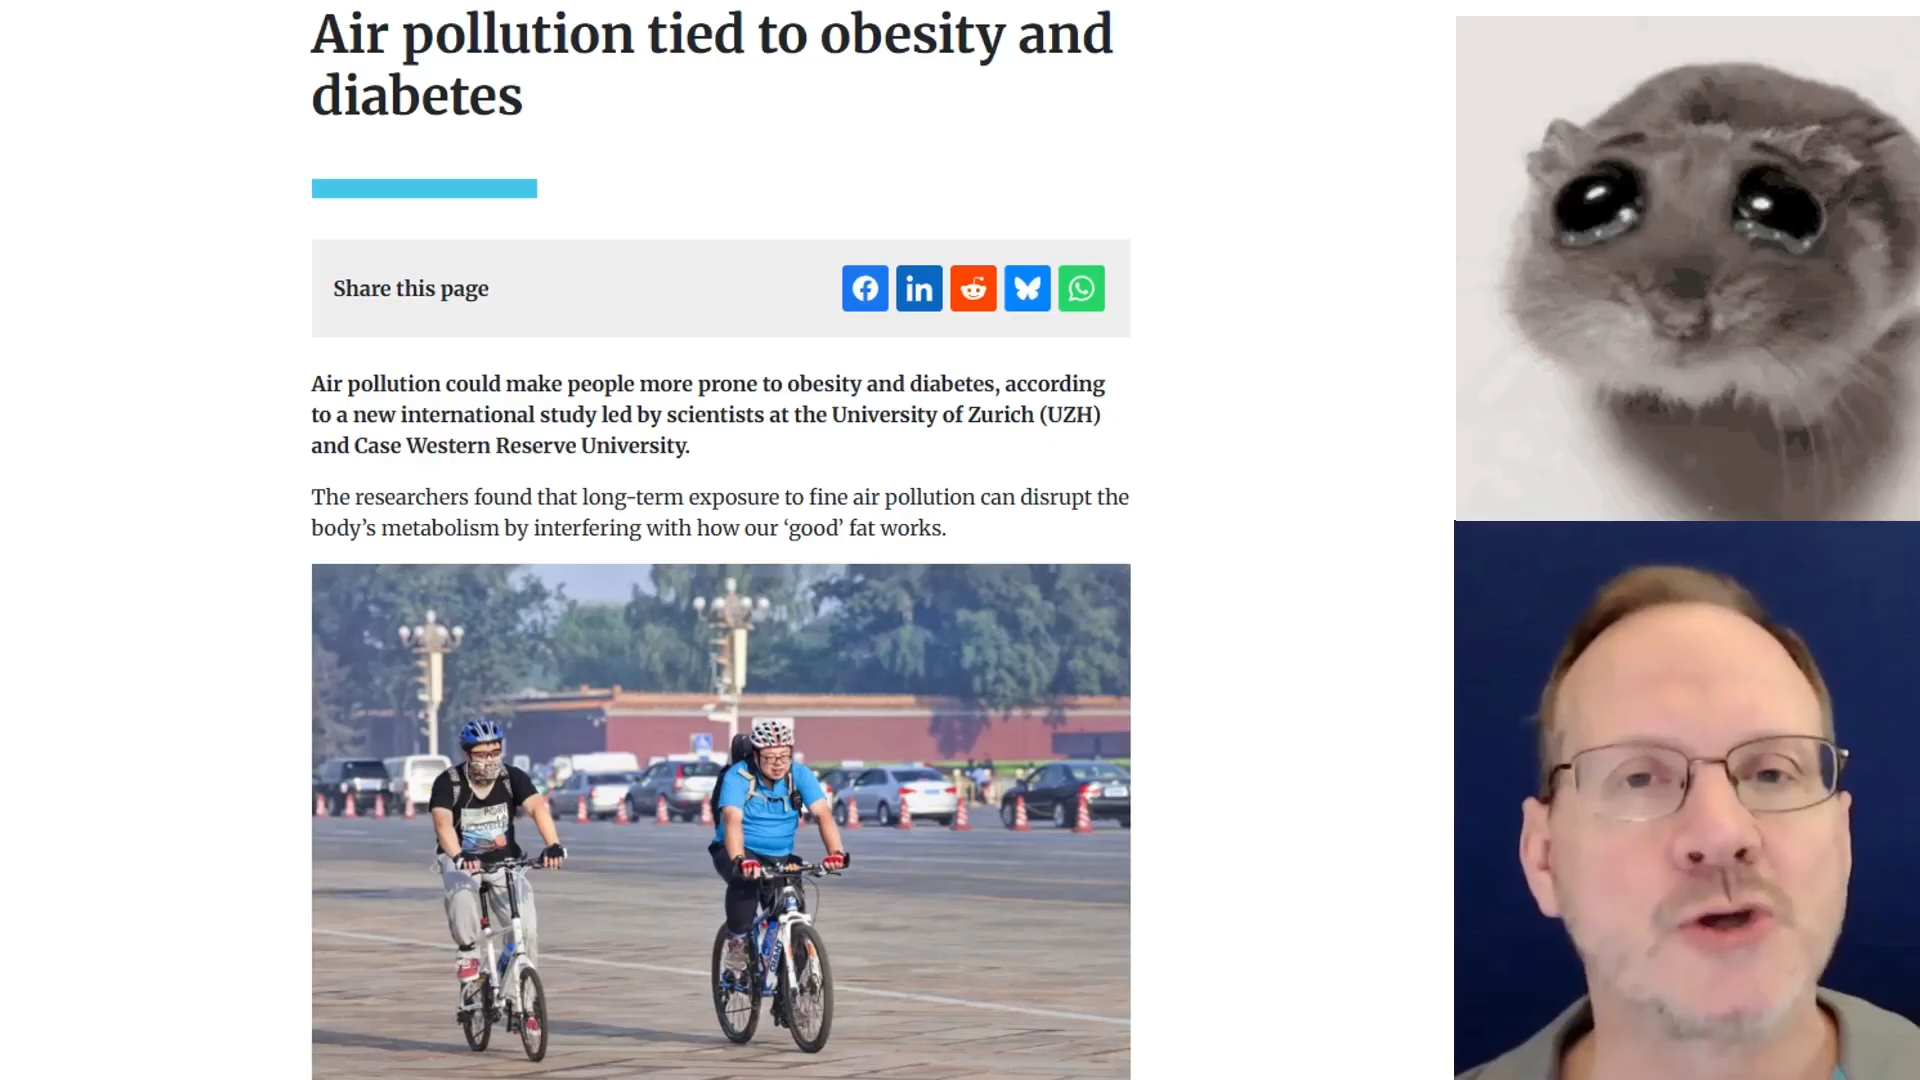 Air pollution tied to obesity and
diabetes
Share this page
Air pollution could make people more prone to obesity and diabetes, according
to a new international study led by scientists at the University of Zurich (UZH)
and Case Western Reserve University.
The researchers found that long-term exposure to fine air pollution can disrupt the
body’s metabolism by interfering with how our ‘good’ fat works.